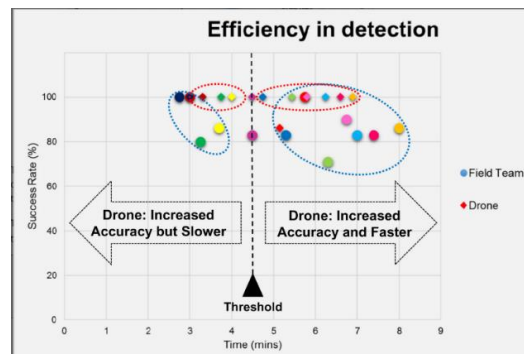 Efficiency in detection
120
100
80
60
40
20
0
Success Rate (%)
Drone: Increased
Accuracy but Slower
Drone: Increased
Accuracy and Faster
Field Team
Drone
Threshold
0 1 2 3 4 5 6 7 8 9
Time (mins)